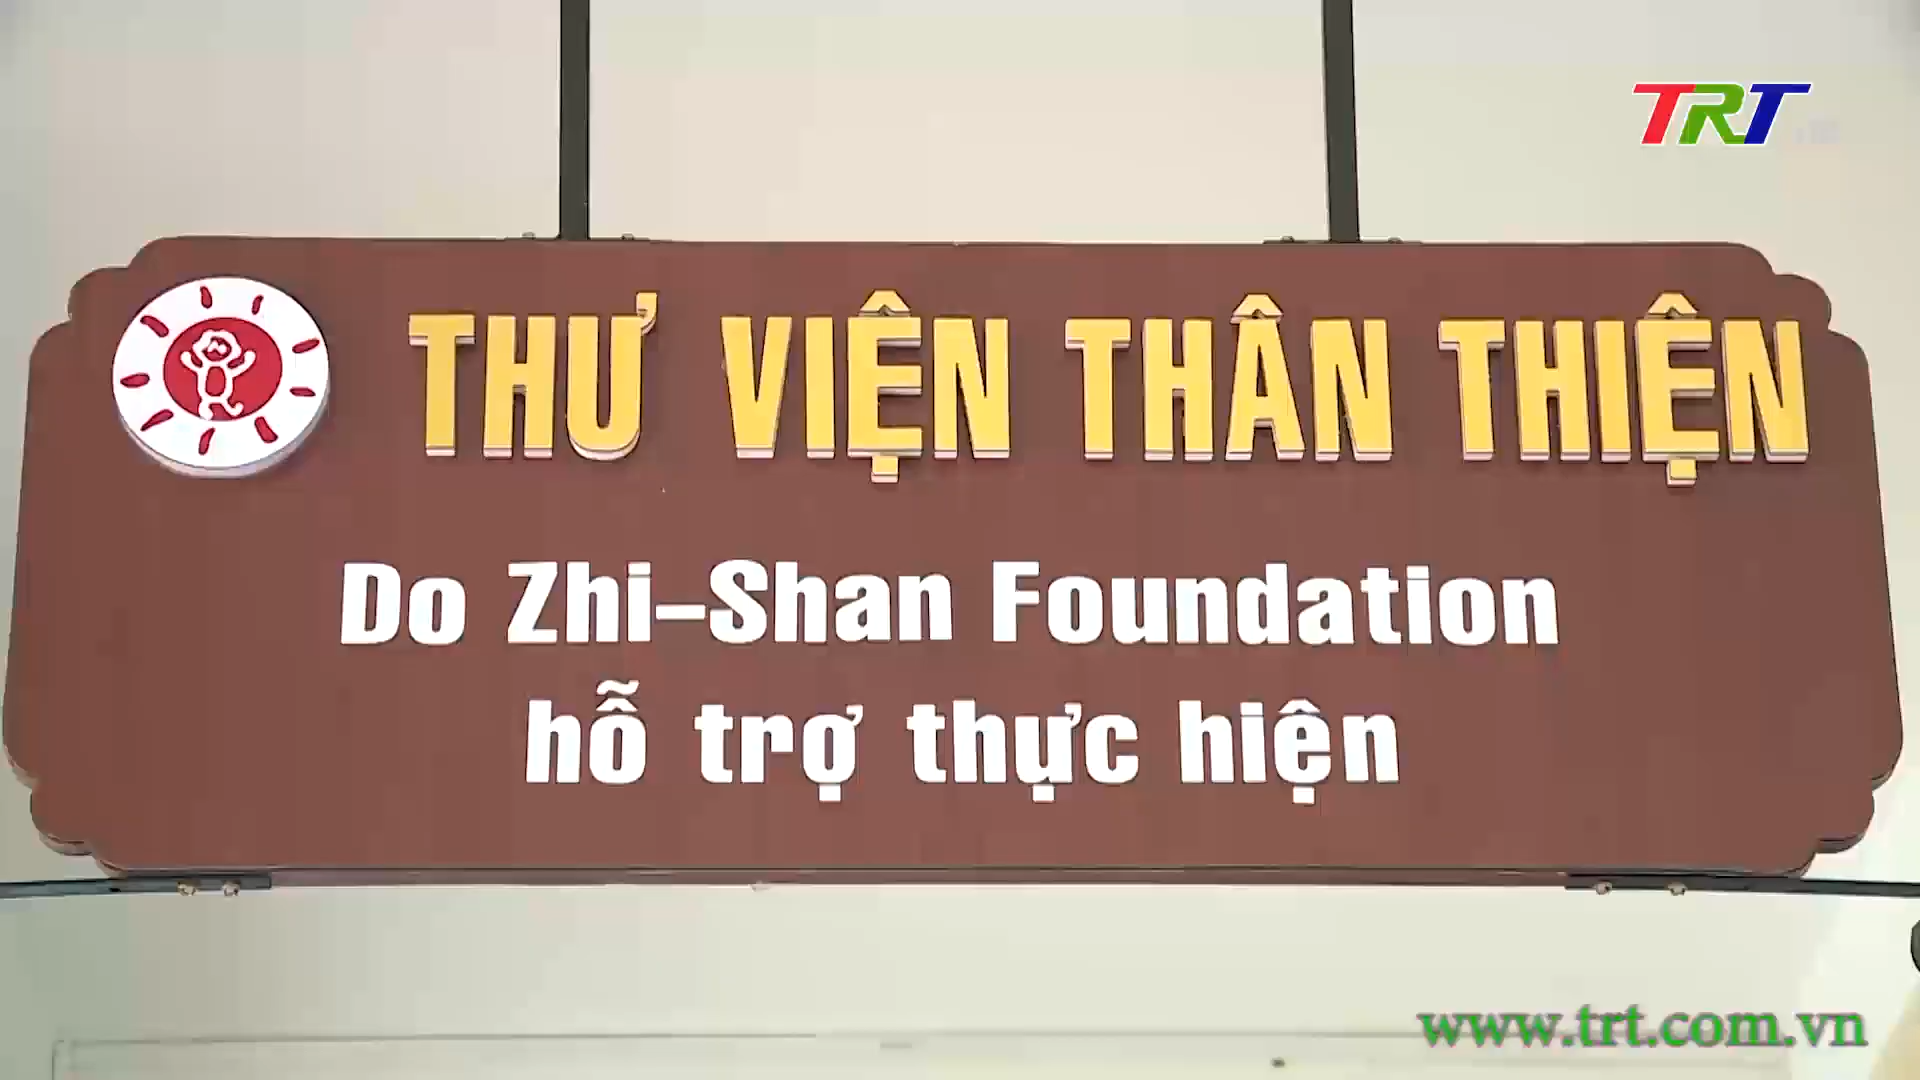 TRT
THƯ VIỆN THÂN THIỆN
Do Zhi-Shan Foundation
hỗ trợ thực hiện
www.trt.com.vn